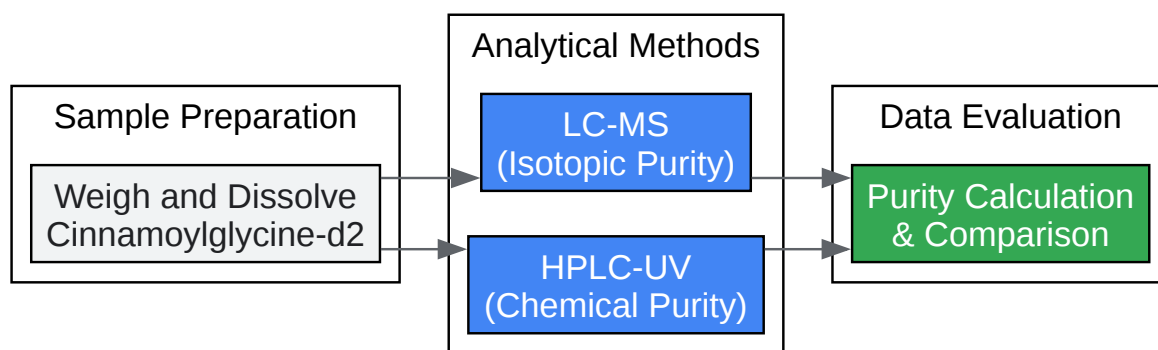 Sample Preparation
Weigh and Dissolve
Cinnamoylglycine-d2
Analytical Methods
LC-MS
(Isotopic Purity)
HPLC-UV
(Chemical Purity)
Data Evaluation
Purity Calculation
& Comparison